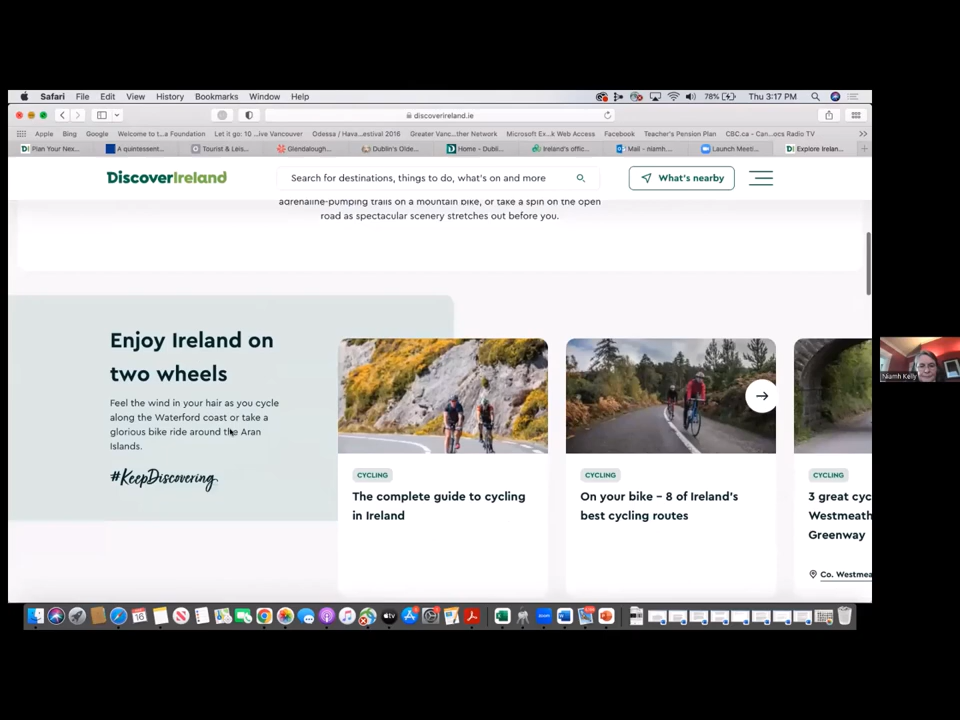 Safari File Edit View History Bookmarks Window Help 78% Thu 3:17 PM
discoverireland.ie
Apple Bing Google Welcome to t...a Foundation Let it go: 10 ...ive Vancouver Odessa / Hava...estival 2016 Greater Vanc...ther Network Microsoft Ex...k Web Access Facebook Teacher's Pension Plan CBC.ca - Can...ocs Radio TV
Plan Your Nex... A quintessent... Tourist & Leis... Glendalough... Dublin's Olde... Home - Dubli... Ireland's offic... Mail - niamh... Launch Meeti... Explore Irelan...
DiscoverIreland
Search for destinations, things to do, what's on and more
What's nearby
adrenaline-pumping trails on a mountain bike, or take a spin on the open
road as spectacular scenery stretches out before you.
Enjoy Ireland on
two wheels
Feel the wind in your hair as you cycle
along the Waterford coast or take a
glorious bike ride around the Aran
Islands.
#KeepDiscovering
CYCLING
The complete guide to cycling
in Ireland
CYCLING
On your bike – 8 of Ireland's
best cycling routes
CYCLING
3 great cyc
Westmeath
Greenway
Co. Westmea
Niamh Kelly